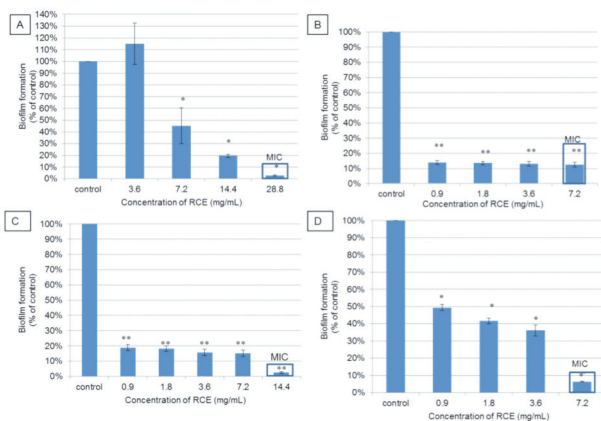 A
Biofilm formation
(% of control)
140%
130%
120%
110%
100%
90%
80%
70%
60%
50%
40%
30%
20%
10%
0%
*
*
MIC
*
control 3.6 7.2 14.4 28.8
Concentration of RCE (mg/mL)
B
Biofilm formation
(% of control)
100%
90%
80%
70%
60%
50%
40%
30%
20%
10%
0%
MIC
** ** ** **
control 0.9 1.8 3.6 7.2
Concentration of RCE (mg/mL)
C
Biofilm formation
(% of control)
100%
90%
80%
70%
60%
50%
40%
30%
20%
10%
0%
** ** ** **
MIC
**
control 0.9 1.8 3.6 7.2 14.4
Concentration of RCE (mg/mL)
D
Biofilm formation
(% of control)
100%
90%
80%
70%
60%
50%
40%
30%
20%
10%
0%
*
*
*
MIC
*
control 0.9 1.8 3.6 7.2
Concentration of RCE (mg/mL)